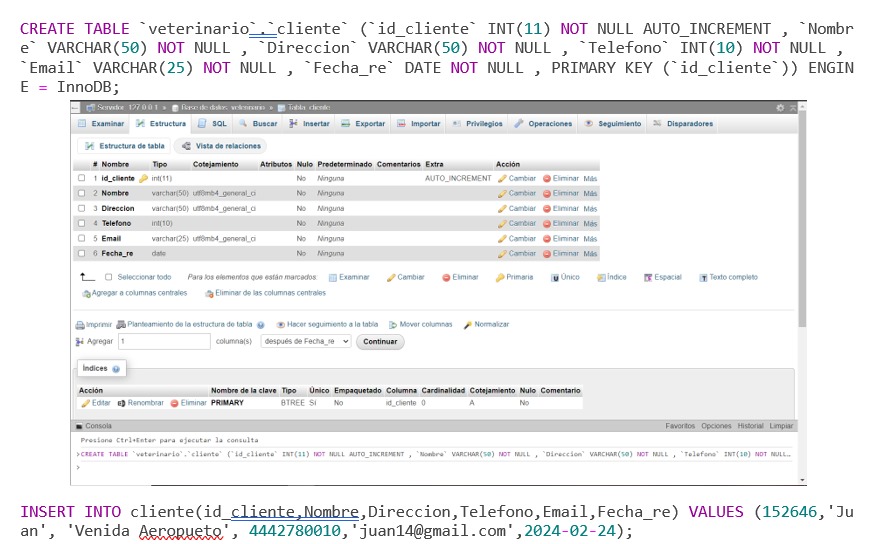 CREATE TABLE `veterinario`.`cliente` (`id_cliente` INT(11) NOT NULL AUTO_INCREMENT , `Nombr
e` VARCHAR(50) NOT NULL , `Direccion` VARCHAR(50) NOT NULL , `Telefono` INT(10) NOT NULL ,
`Email` VARCHAR(25) NOT NULL , `Fecha_re` DATE NOT NULL , PRIMARY KEY (`id_cliente`)) ENGIN
E = InnoDB;
Servidor: 127.0.0.1 » Base de datos: veterinario » Tabla: cliente
Examinar Estructura SQL Buscar Insertar Exportar Importar Privilegios Operaciones Seguimiento Disparadores
Estructura de tabla Vista de relaciones
# Nombre Tipo Cotejamiento Atributos Nulo Predeterminado Comentarios Extra Acción
1 id_cliente int(11) No Ninguna AUTO_INCREMENT Cambiar Eliminar Más
2 Nombre varchar(50) utf8mb4_general_ci No Ninguna Cambiar Eliminar Más
3 Direccion varchar(50) utf8mb4_general_ci No Ninguna Cambiar Eliminar Más
4 Telefono int(10) No Ninguna Cambiar Eliminar Más
5 Email varchar(25) utf8mb4_general_ci No Ninguna Cambiar Eliminar Más
6 Fecha_re date No Ninguna Cambiar Eliminar Más
Seleccionar todo Para los elementos que están marcados: Examinar Cambiar Eliminar Primaria Único Índice Espacial Texto completo
Agregar a columnas centrales Eliminar de las columnas centrales
Imprimir Planteamiento de la estructura de tabla Hacer seguimiento a la tabla Mover columnas Normalizar
Agregar 1 columna(s) después de Fecha_re Continuar
Índices
Acción Nombre de la clave Tipo Único Empaquetado Columna Cardinalidad Cotejamiento Nulo Comentario
Editar Renombrar Eliminar PRIMARY BTREE Sí No id_cliente 0 A No
Consola Favoritos Opciones Historial Limpiar
Presione Ctrl+Enter para ejecutar la consulta
>CREATE TABLE `veterinario`.`cliente` (`id_cliente` INT(11) NOT NULL AUTO_INCREMENT , `Nombre` VARCHAR(50) NOT NULL , `Direccion` VARCHAR(50) NOT NULL , `Telefono` INT(10) NOT NULL…
>
INSERT INTO cliente(id_cliente,Nombre,Direccion,Telefono,Email,Fecha_re) VALUES (152646,'Ju
an', 'Venida Aeropueto', 4442780010,'juan14@gmail.com',2024-02-24);